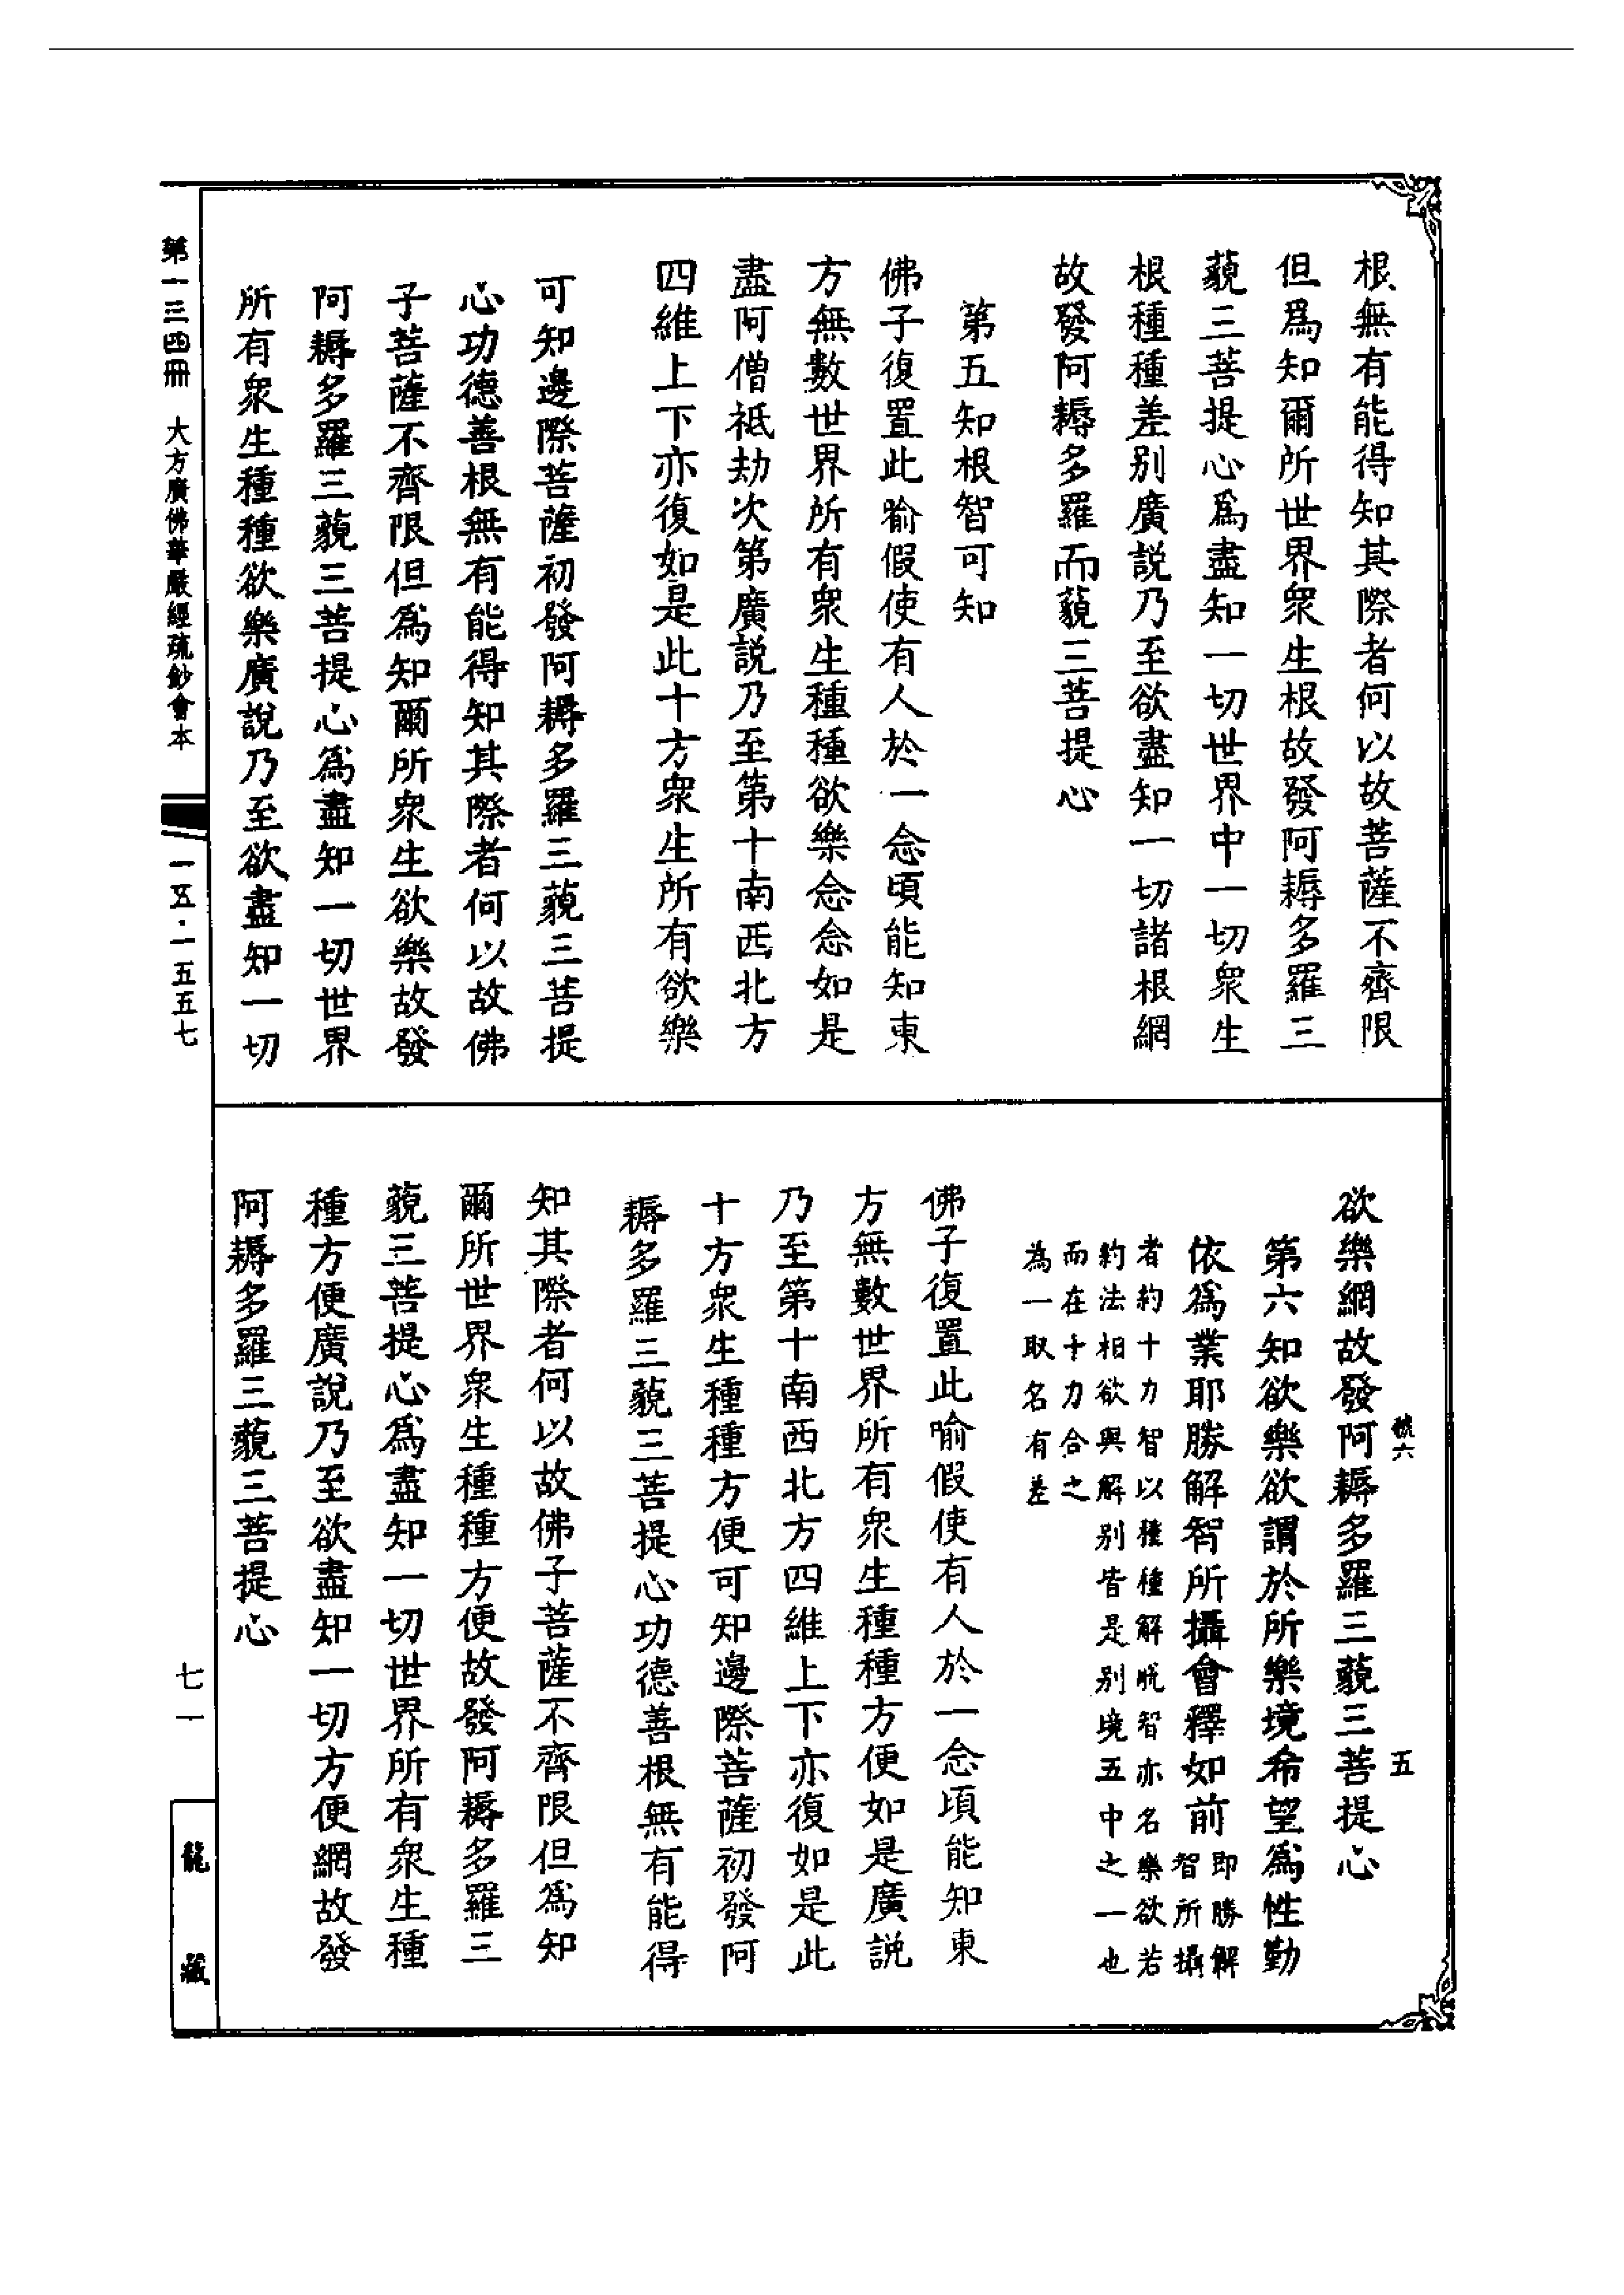 根無有能得知其際者何以故菩薩不齊限
但爲知爾所世界眾生根故發阿耨多羅三
藐三菩提心爲盡知一切世界中一切眾生
根種種差別廣說乃至欲盡知一切諸根網
故發阿耨多羅而藐三菩提心
第五知根智可知
佛子復置此喻假使有人於一念頃能知東
方無數世界所有眾生種種欲樂念念如是
盡阿僧祇劫次第廣說乃至第十南西北方
四維上下亦復如是此十方眾生所有欲樂
可知邊際菩薩初發阿耨多羅三藐三菩提
心功德善根無有能得知其際者何以故佛
子菩薩不齊限但爲知爾所眾生欲樂故發
阿耨多羅三藐三菩提心爲盡知一切世界
所有眾生種種欲樂廣說乃至欲盡知一切
第一三四冊 大方廣佛華嚴經疏鈔會本
一五·一五五七
號六
五
欲樂網故發阿耨多羅三藐三菩提心
第六知欲樂欲謂於所樂境希望爲性勤
依爲業耶勝解智所攝會釋如前 即勝解
智所攝
者約十力智以種種解脱智亦名樂欲若
約法相欲與解別皆是別境五中之一也
而在十力合之
為一取名有差
佛子復置此喻假使有人於一念頃能知東
方無數世界所有眾生種種方便如是廣說
乃至第十南西北方四維上下亦復如是此
十方眾生種種方便可知邊際菩薩初發阿
耨多羅三藐三菩提心功德善根無有能得
知其際者何以故佛子菩薩不齊限但爲知
爾所世界眾生種種方便故發阿耨多羅三
藐三菩提心爲盡知一切世界所有眾生種
種方便廣說乃至欲盡知一切方便網故發
阿耨多羅三藐三菩提心
七一
龍藏